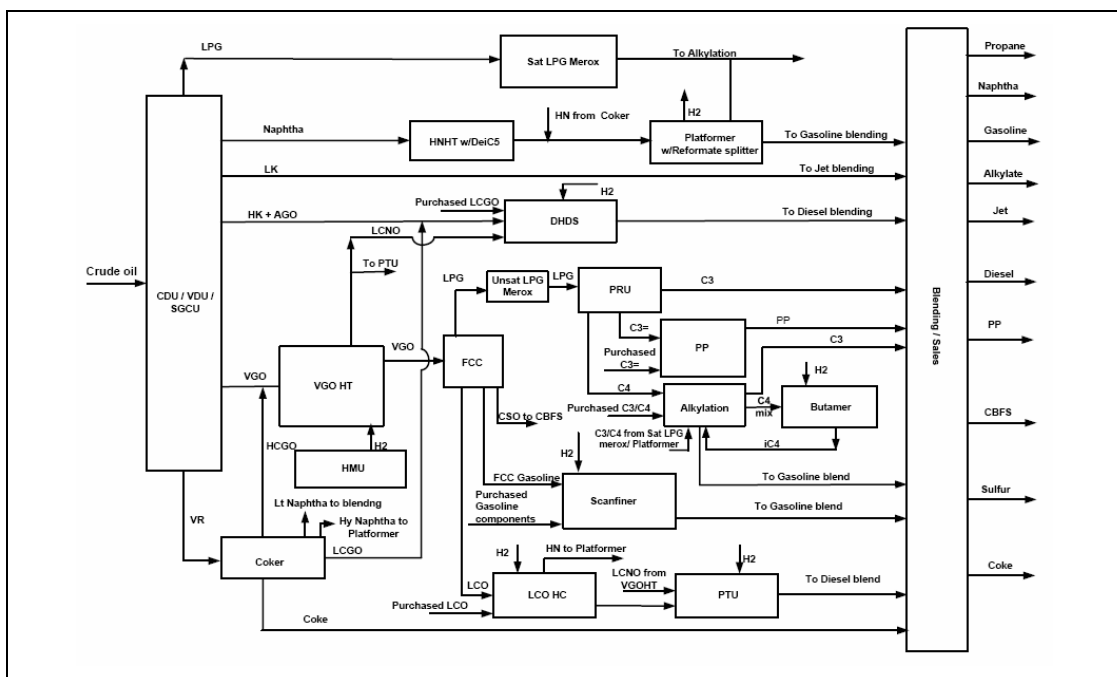 LPG
Sat LPG Merox
To Alkylation
Propane
Naphtha
H2
HN from Coker
Naphtha
HNHT w/DeiC5
Platformer
w/Reformate splitter
To Gasoline blending
Gasoline
LK
To Jet blending
Alkylate
H2
Purchased LCGO
HK + AGO
DHDS
To Diesel blending
Jet
LCNO
To PTU
Crude oil
CDU / VDU /
SGCU
LPG
Unsat LPG
Merox
LPG
PRU
C3
Diesel
Blending / Sales
VGO
FCC
C3=
PP
PP
PP
Purchased
C3=
C3
VGO
VGO HT
C4
H2
Purchased C3/C4
Alkylation
C4
mix
Butamer
CSO to CBFS
CBFS
C3/C4 from Sat LPG
merox/ Platformer
iC4
HCGO
H2
HMU
H2
FCC Gasoline
To Gasoline blend
Sulfur
Lt Naphtha to blendng
Purchased
Gasoline
components
Scanfiner
To Gasoline blend
VR
Hy Naphtha to
Platformer
LCGO
Coker
H2
HN to Platformer
H2
Coke
LCO
LCO HC
LCNO from
VGOHT
PTU
To Diesel blend
Purchased LCO
Coke